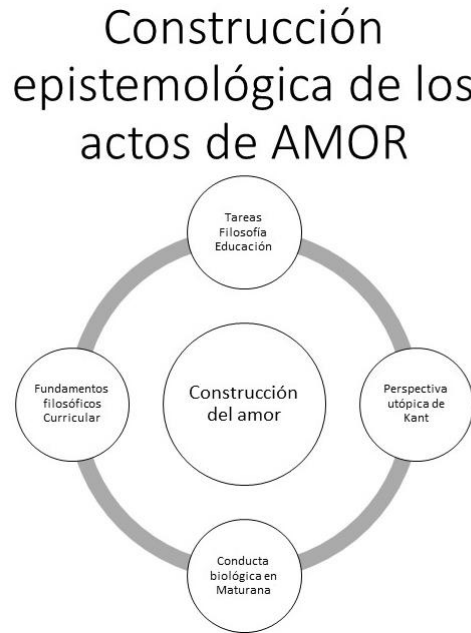 Construcción
epistemológica de los
actos de AMOR
Tareas
Filosofía
Educación
Fundamentos
filosóficos
Curricular
Construcción
del amor
Perspectiva
utópica de
Kant
Conducta
biológica en
Maturana